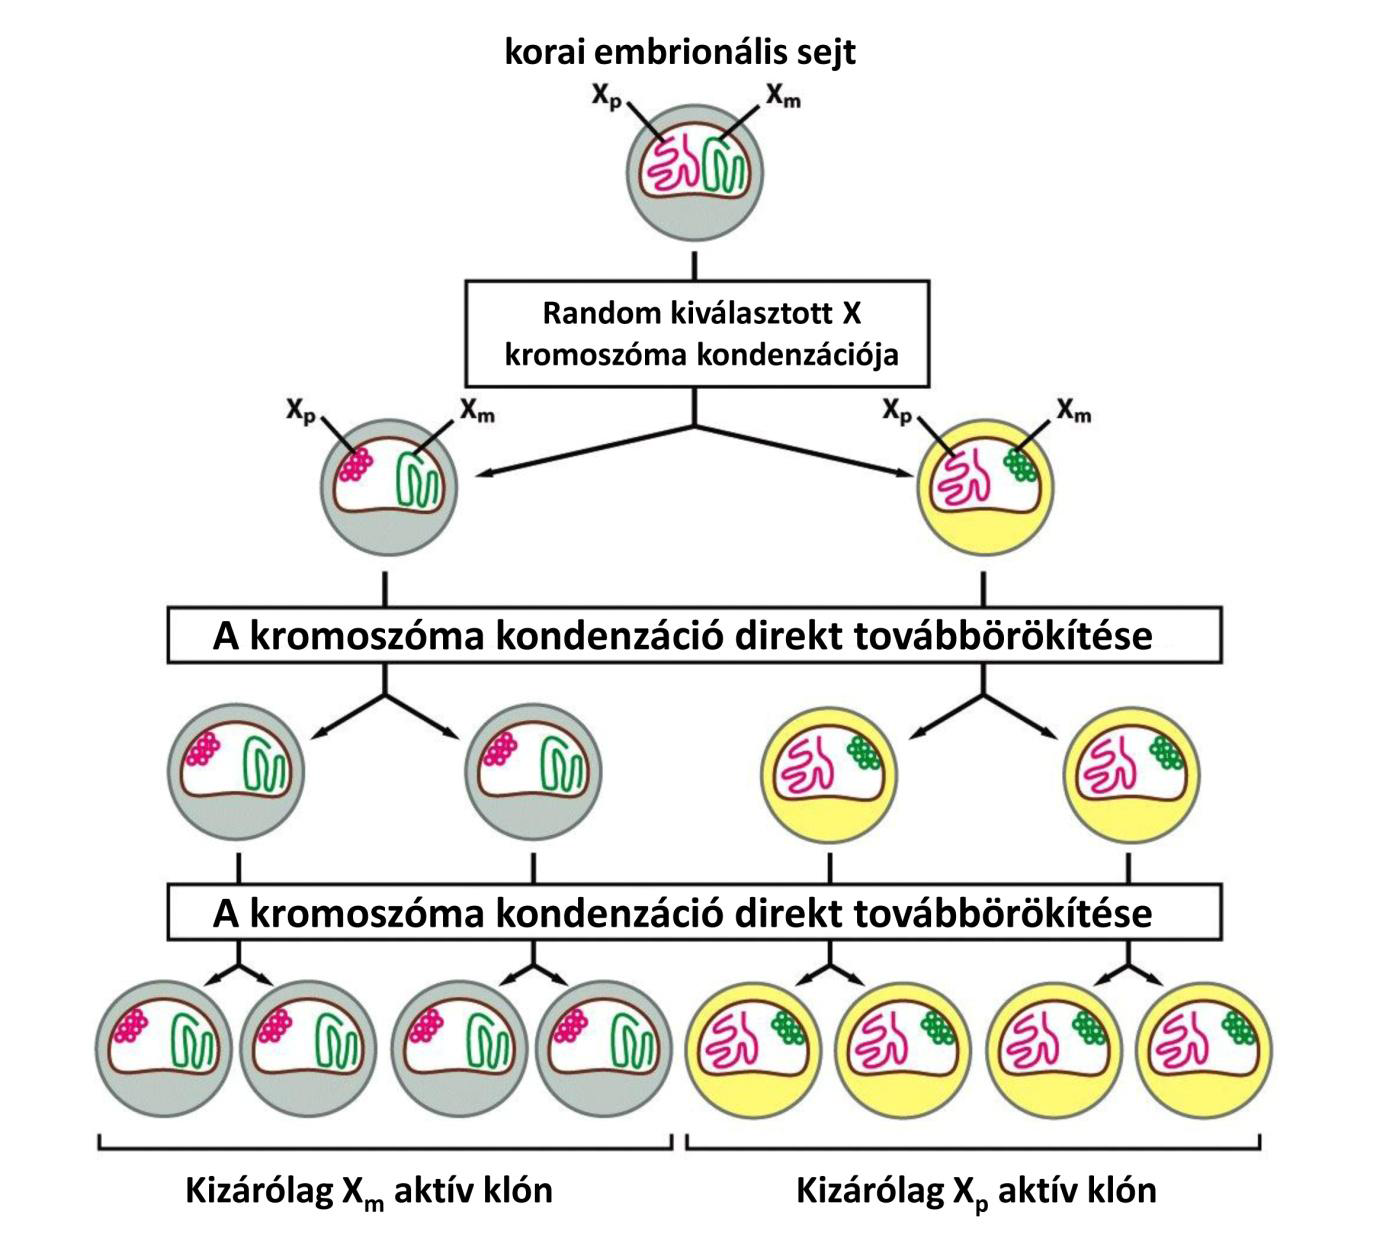 korai embrionális sejt
Xp
Xm
Random kiválasztott X
kromoszóma kondenzációja
Xp
Xm
Xp
Xm
A kromoszóma kondenzáció direkt továbbörökítése
A kromoszóma kondenzáció direkt továbbörökítése
Kizárólag Xm aktív klón
Kizárólag Xp aktív klón